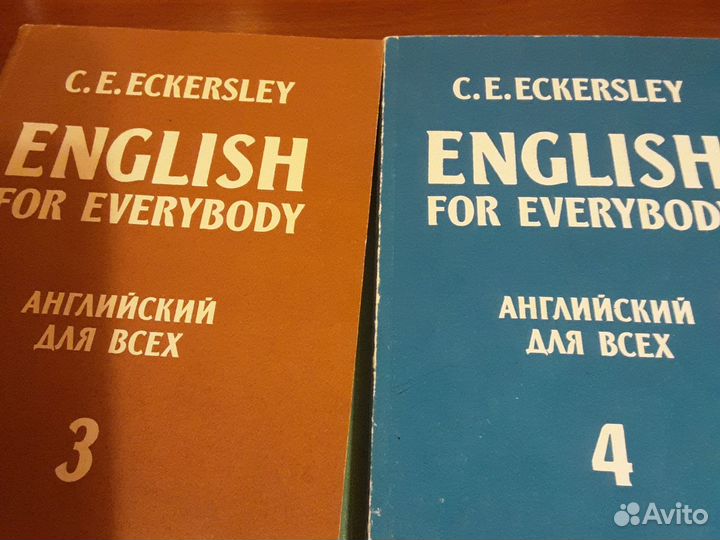 C. E. ECKERSLEY
ENGLISH
FOR EVERYBODY
АНГЛИЙСКИЙ
ДЛЯ ВСЕХ
3
C. E. ECKERSLEY
ENGLISH
FOR EVERYBODY
АНГЛИЙСКИЙ
ДЛЯ ВСЕХ
4
Avito